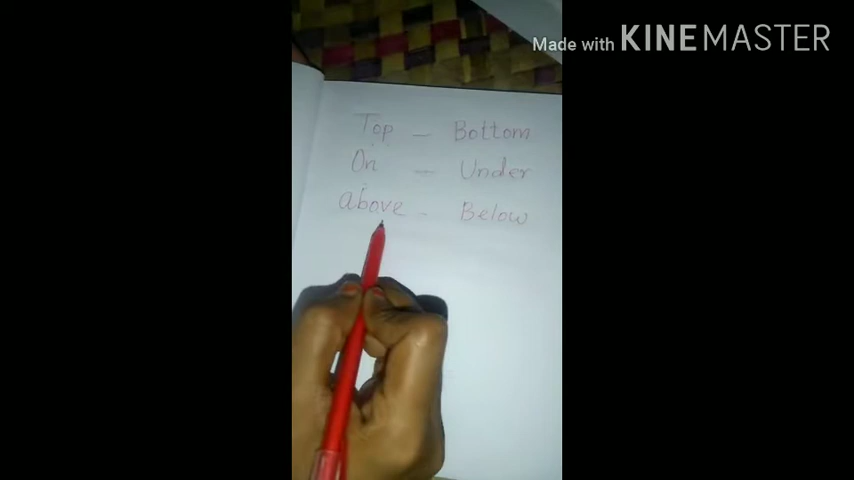 Made with KINEMASTER
Top - Bottom
On - Under
above - Below